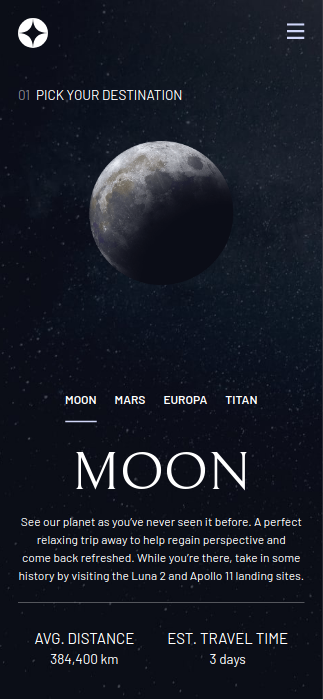 01 PICK YOUR DESTINATION
MOON MARS EUROPA TITAN
MOON
See our planet as you’ve never seen it before. A perfect
relaxing trip away to help regain perspective and
come back refreshed. While you’re there, take in some
history by visiting the Luna 2 and Apollo 11 landing sites.
AVG. DISTANCE EST. TRAVEL TIME
384,400 km 3 days